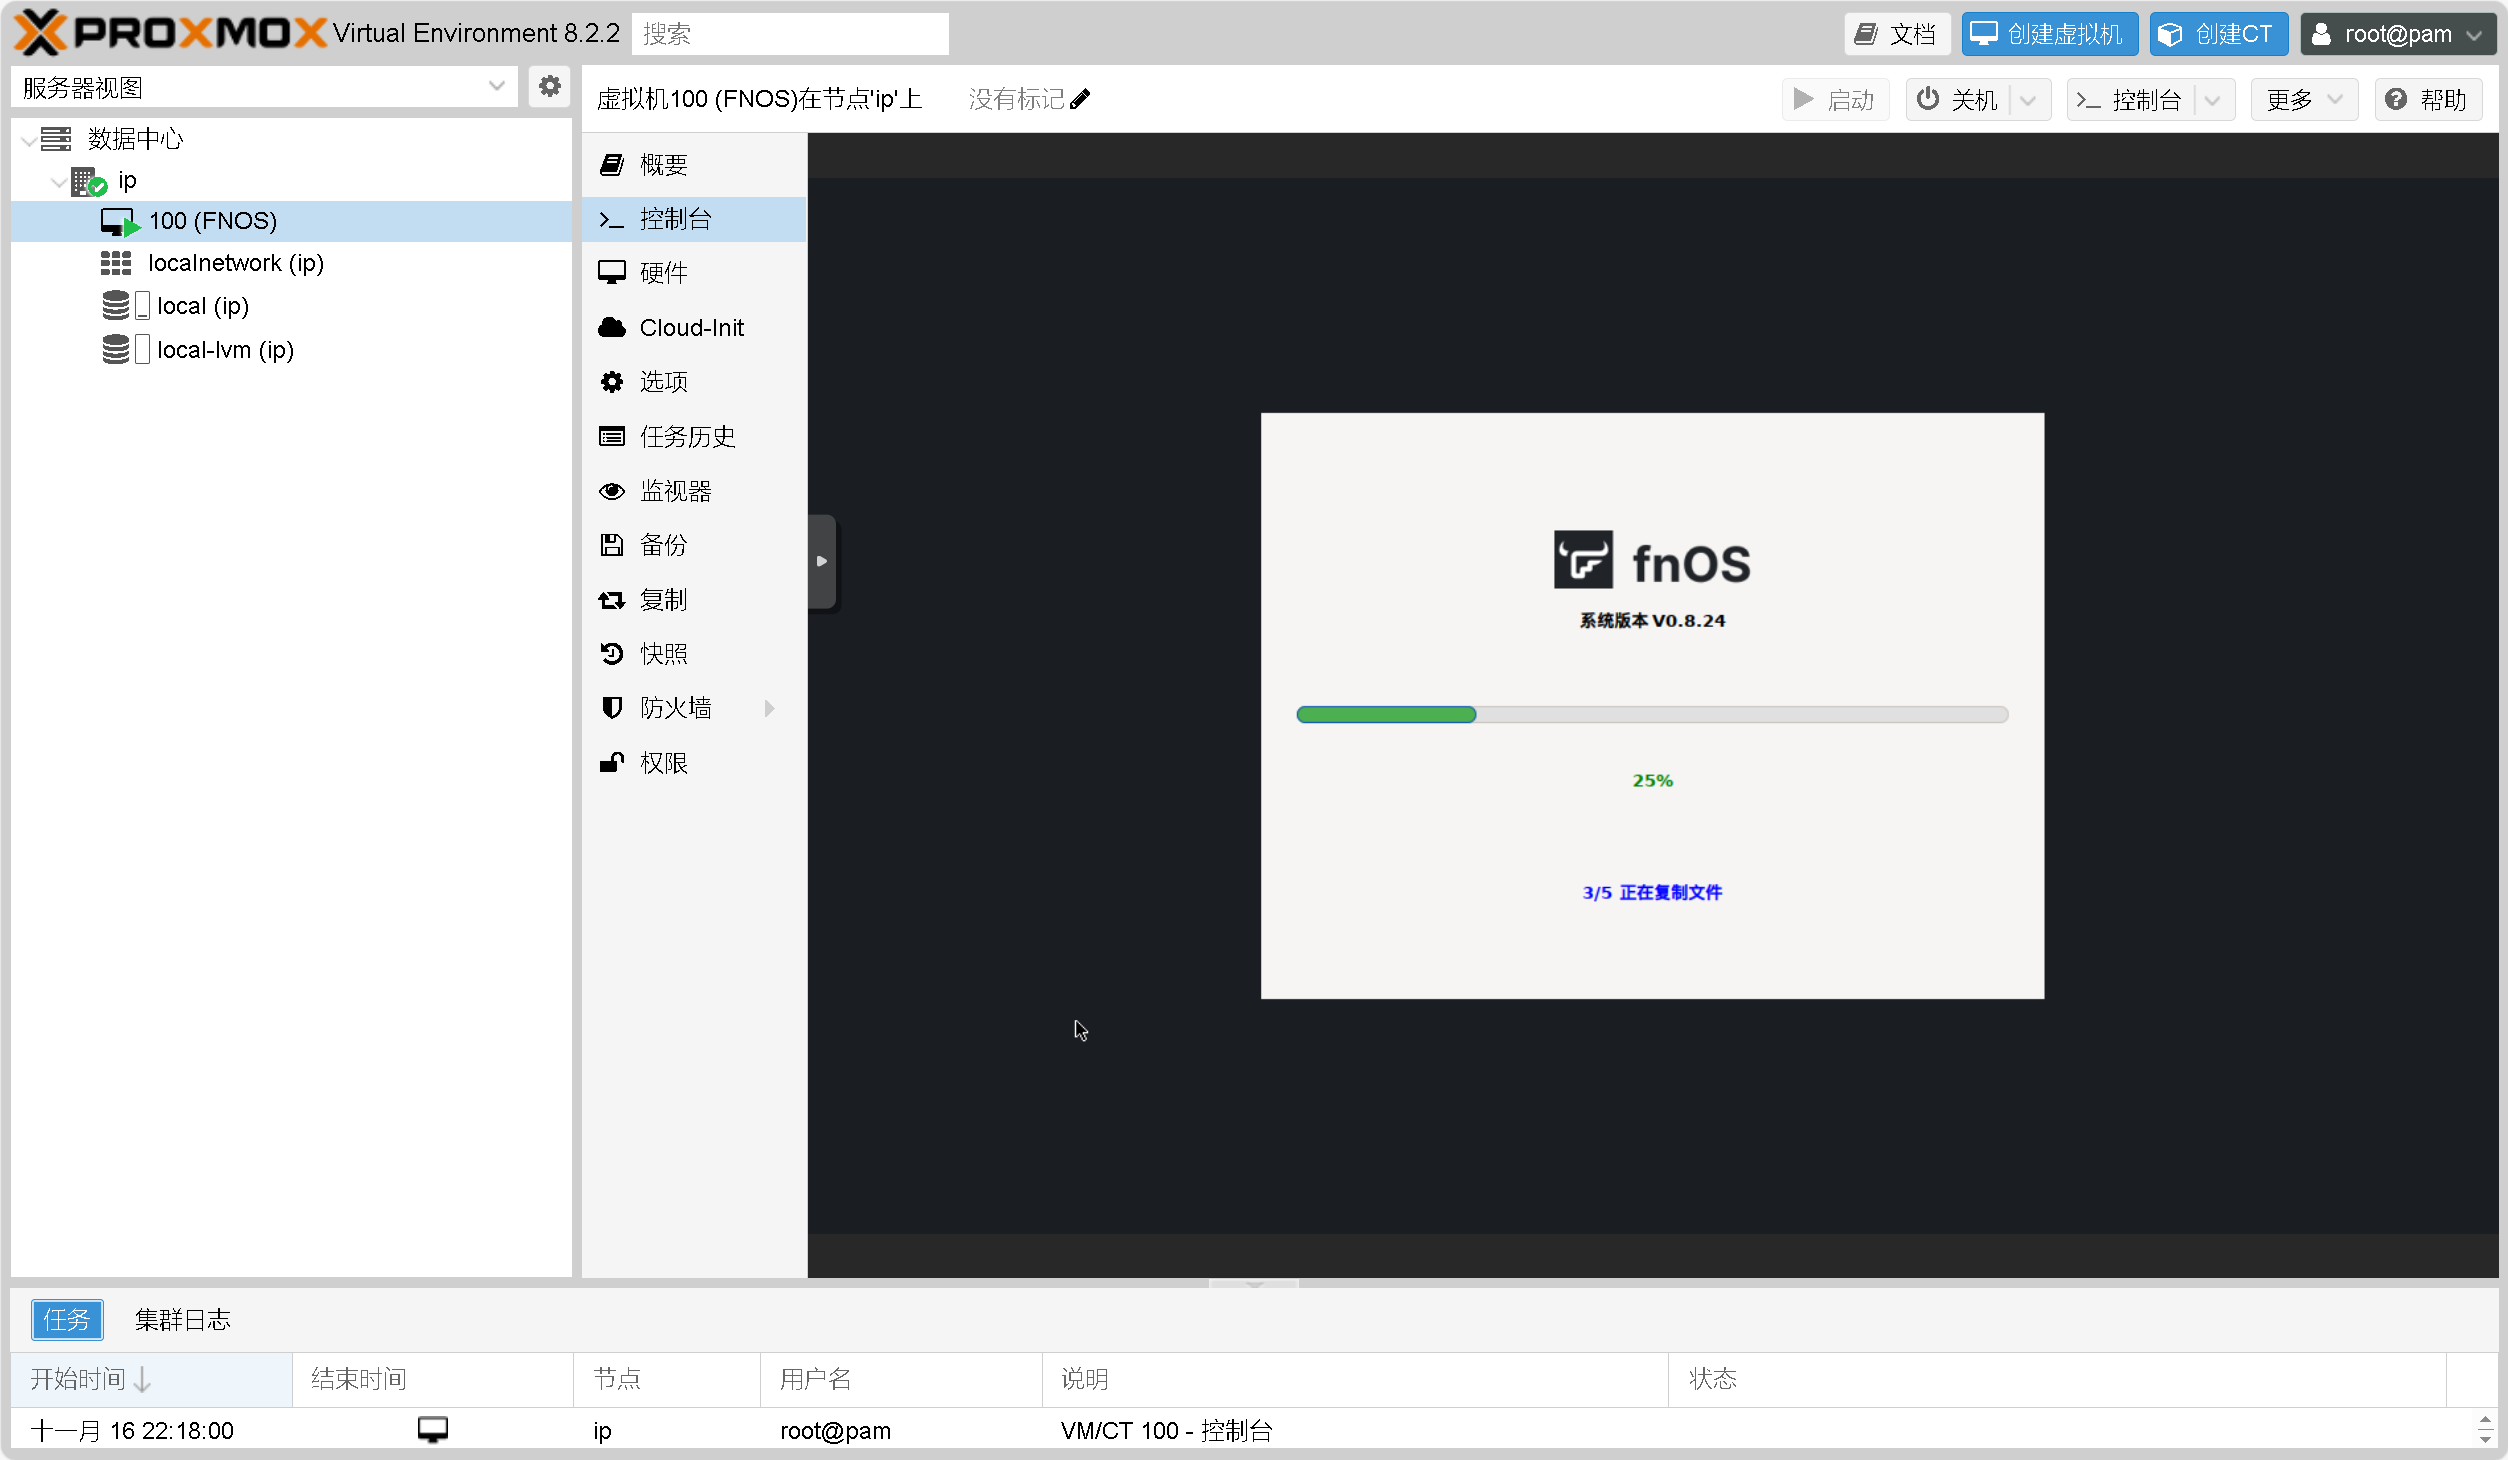 PROXMOX Virtual Environment 8.2.2 搜索 文档 创建虚拟机 创建CT root@pam
服务器视图
虚拟机100 (FNOS)在节点'ip'上 没有标记 启动 关机 控制台 更多 帮助
数据中心
ip
100 (FNOS)
localnetwork (ip)
local (ip)
local-lvm (ip)
概要
控制台
硬件
Cloud-Init
选项
任务历史
监视器
备份
复制
快照
防火墙
权限
fnOS
系统版本 V0.8.24
25%
3/5 正在复制文件
任务 集群日志
开始时间 结束时间 节点 用户名 说明 状态
十一月 16 22:18:00 ip root@pam VM/CT 100 - 控制台